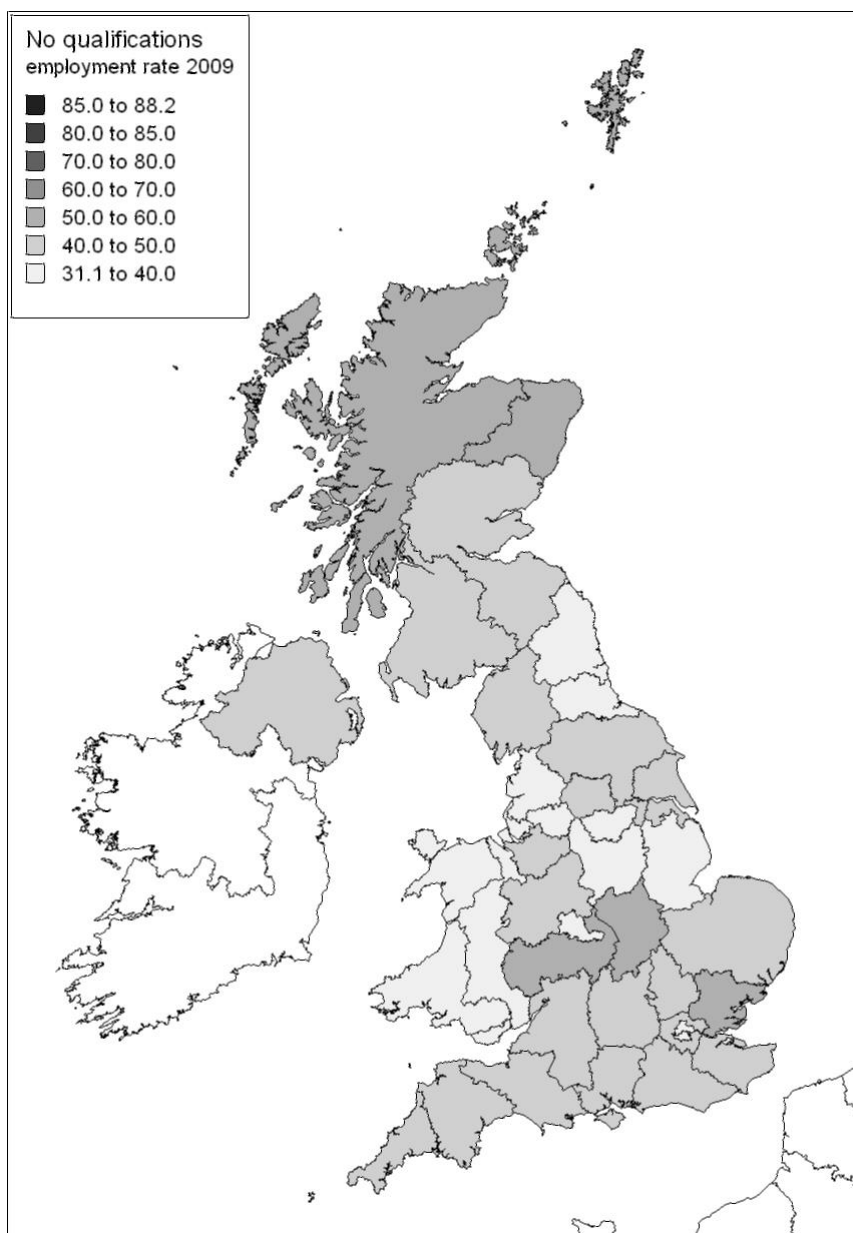 No qualifications
employment rate 2009
85.0 to 88.2
80.0 to 85.0
70.0 to 80.0
60.0 to 70.0
50.0 to 60.0
40.0 to 50.0
31.1 to 40.0